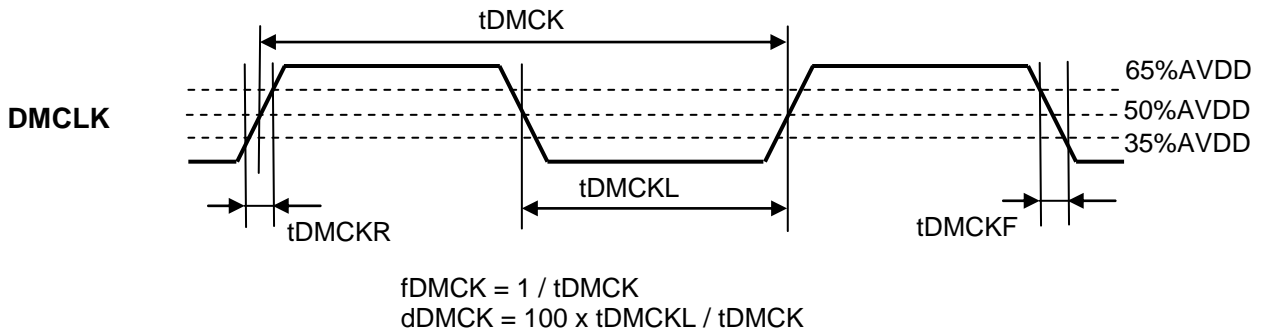 tDMCK
65%AVDD
DMCLK
50%AVDD
35%AVDD
tDMCKL
tDMCKR
tDMCKF
fDMCK = 1 / tDMCK
dDMCK = 100 x tDMCKL / tDMCK